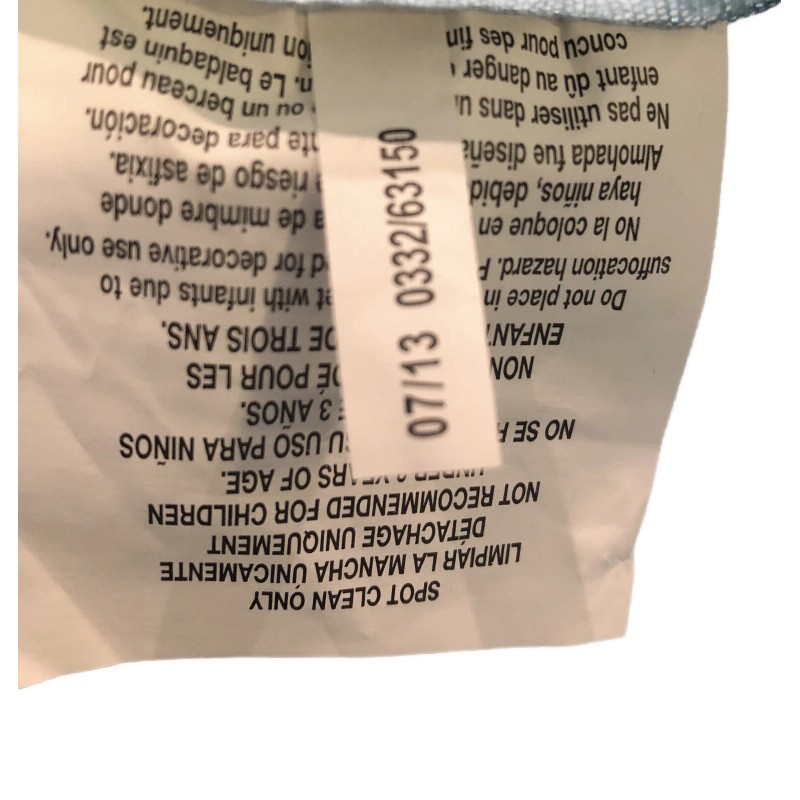 SPOT CLEAN ONLY
LIMPIAR LA MANCHA ÚNICAMENTE
DÉTACHAGE UNIQUEMENT
NOT RECOMMENDED FOR CHILDREN
YEARS OF AGE.
NO SE USO PARA NIÑOS
3 AÑOS.
NON POUR LES
ENFANT DE TROIS ANS.
Do not place in with infants due to
suffocation hazard. for decorative use only.
No la coloque en de mimbre donde
haya niños, riesgo de asfixia.
Almohada fue para decoración.
Ne pas utiliser dans ou un berceau pour
enfant dû au danger Le baldaquin est
concu pour des uniquement.
07/13 0332/63150